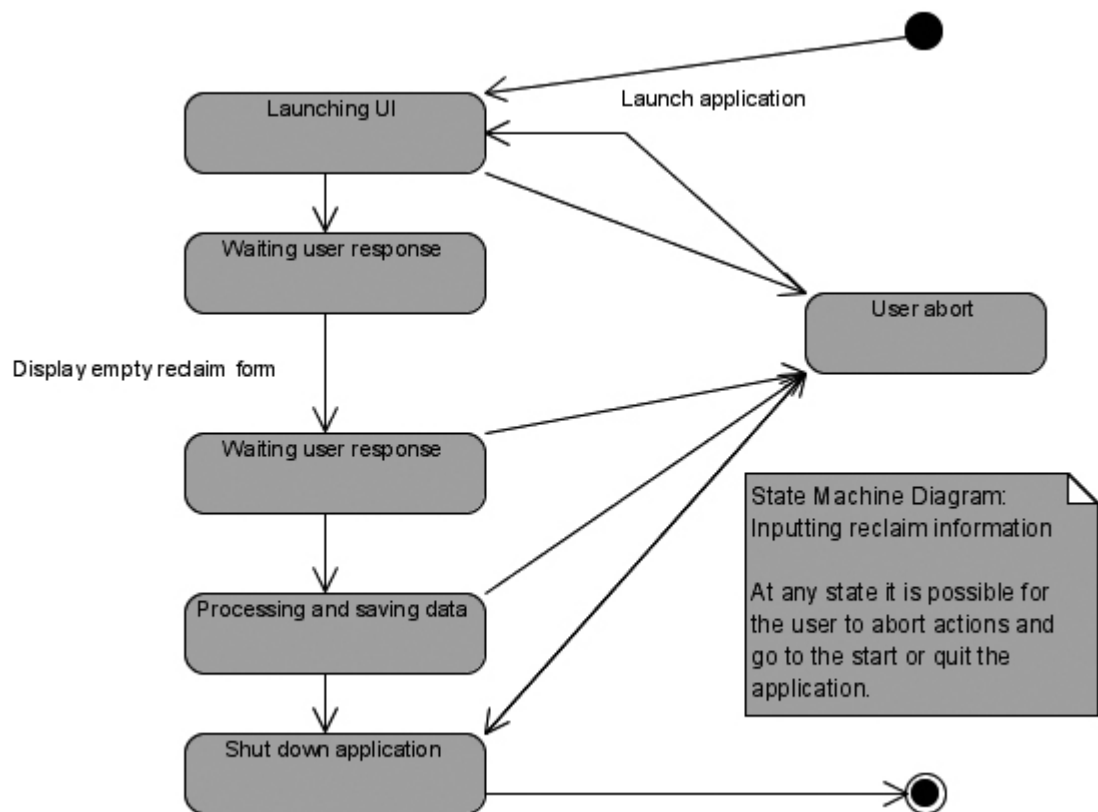 Launch application
Launching UI
Waiting user response
User abort
Display empty reclaim form
Waiting user response
State Machine Diagram:
Inputting reclaim information
At any state it is possible for
the user to abort actions and
go to the start or quit the
application.
Processing and saving data
Shut down application